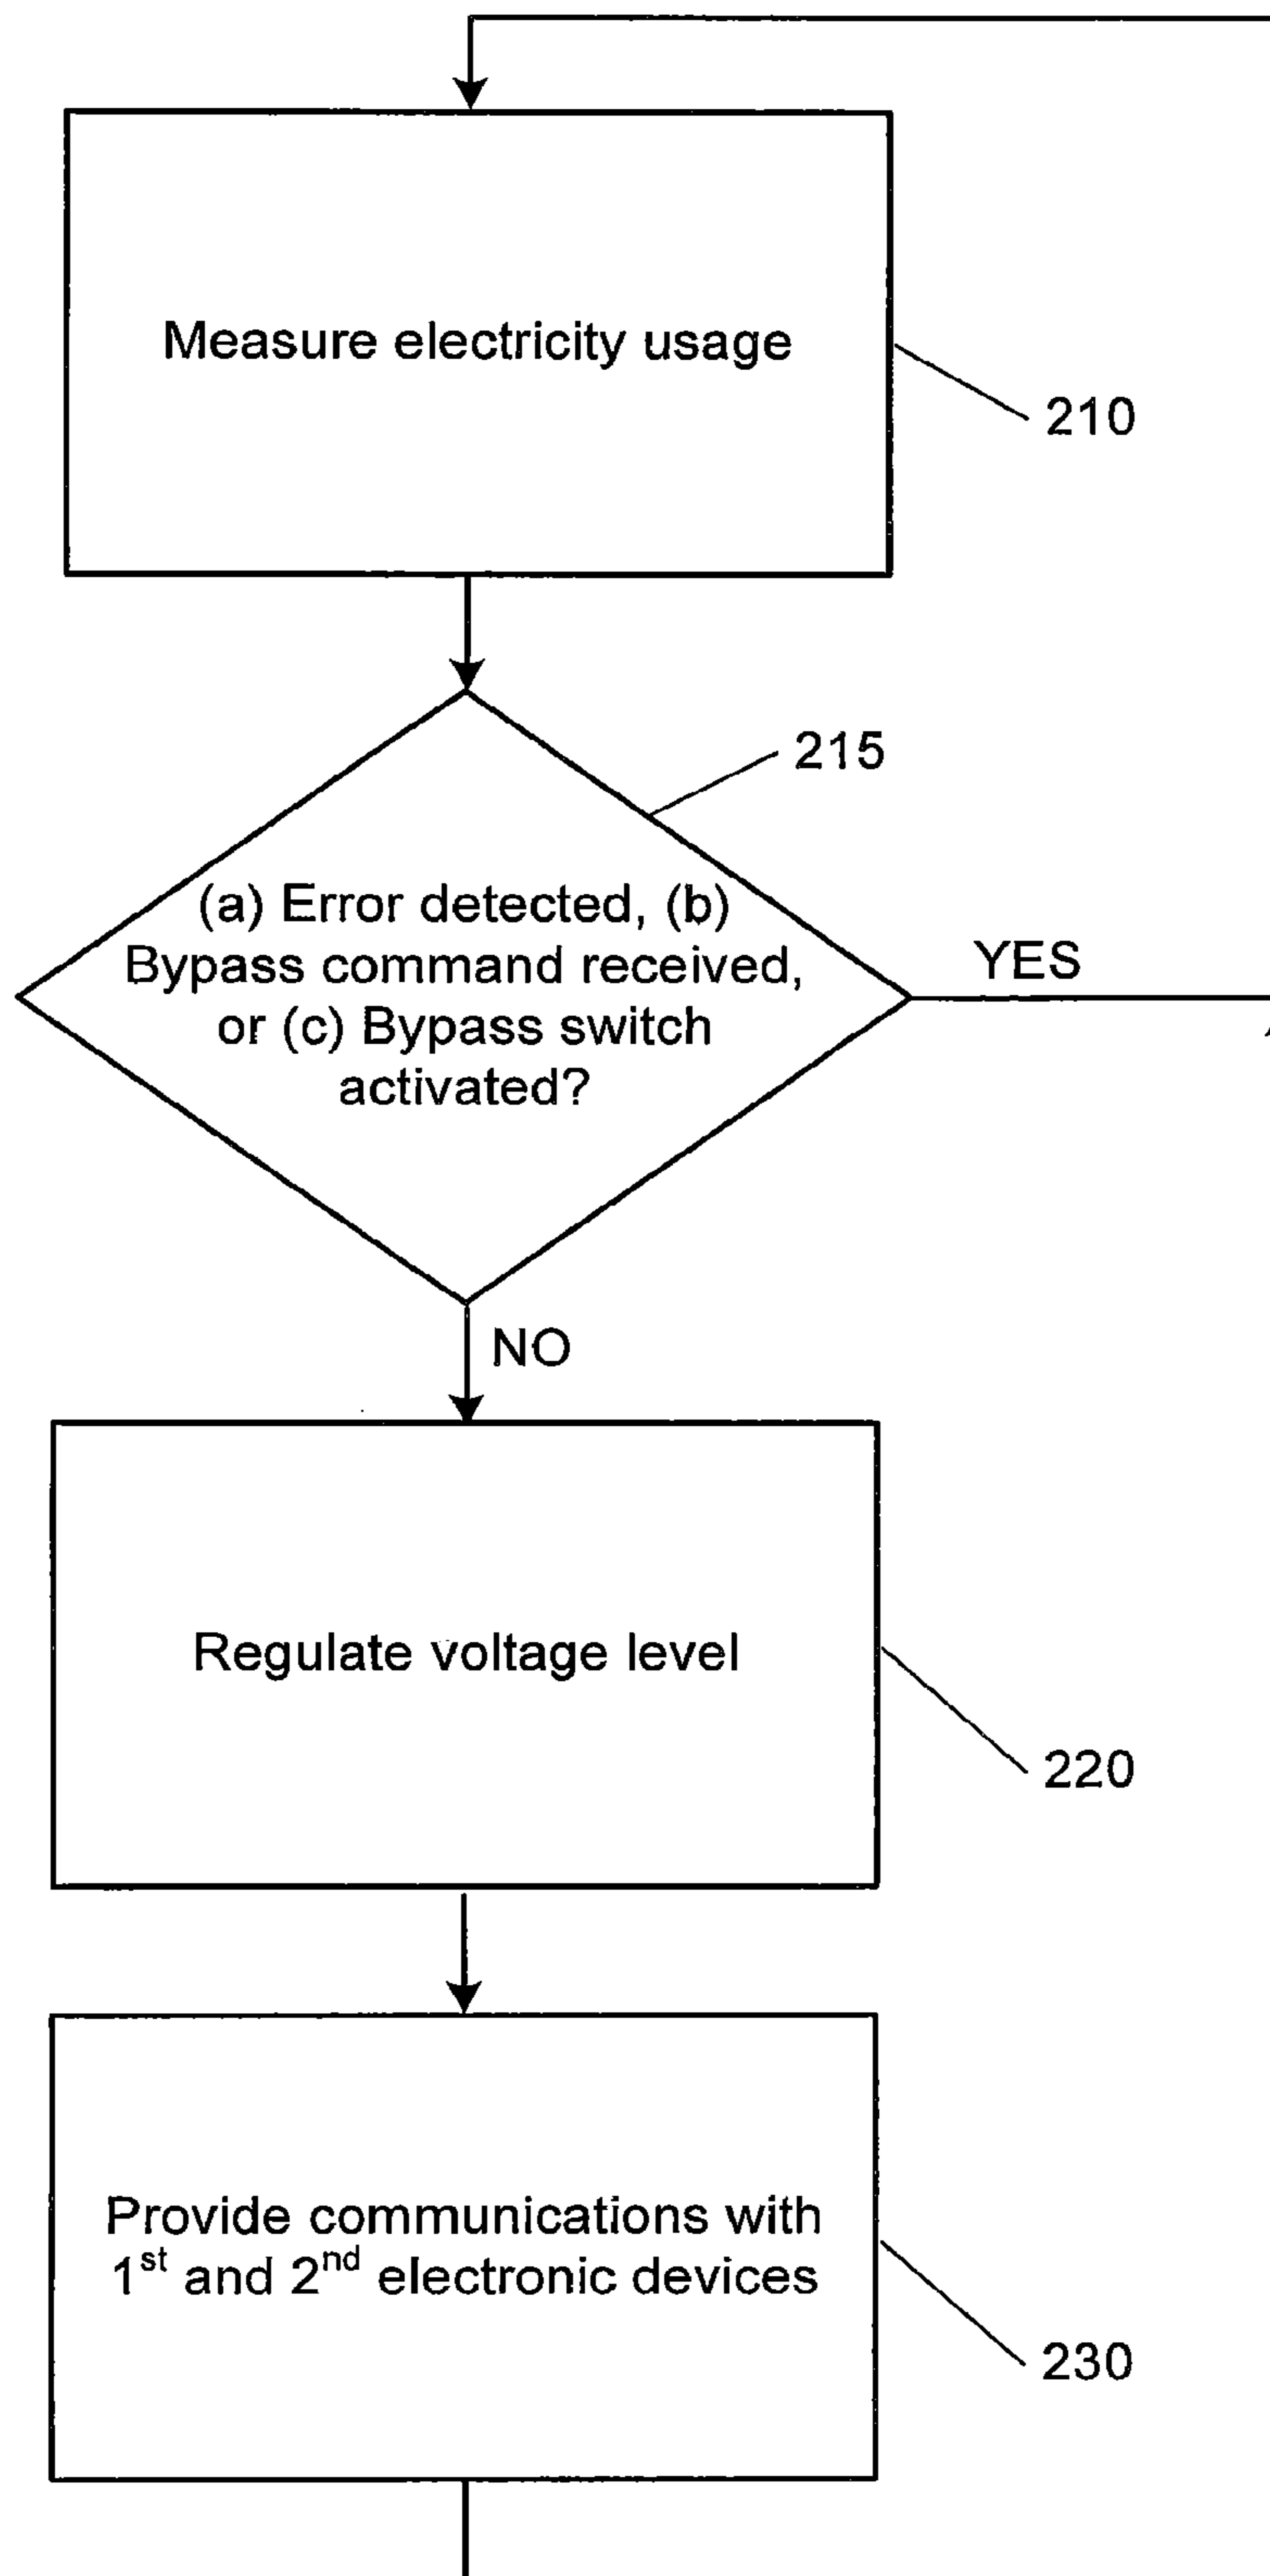 Measure electricity usage
210
215
(a) Error detected, (b)
Bypass command received,
or (c) Bypass switch
activated?
YES
NO
Regulate voltage level
220
Provide communications with
1st and 2nd electronic devices
230